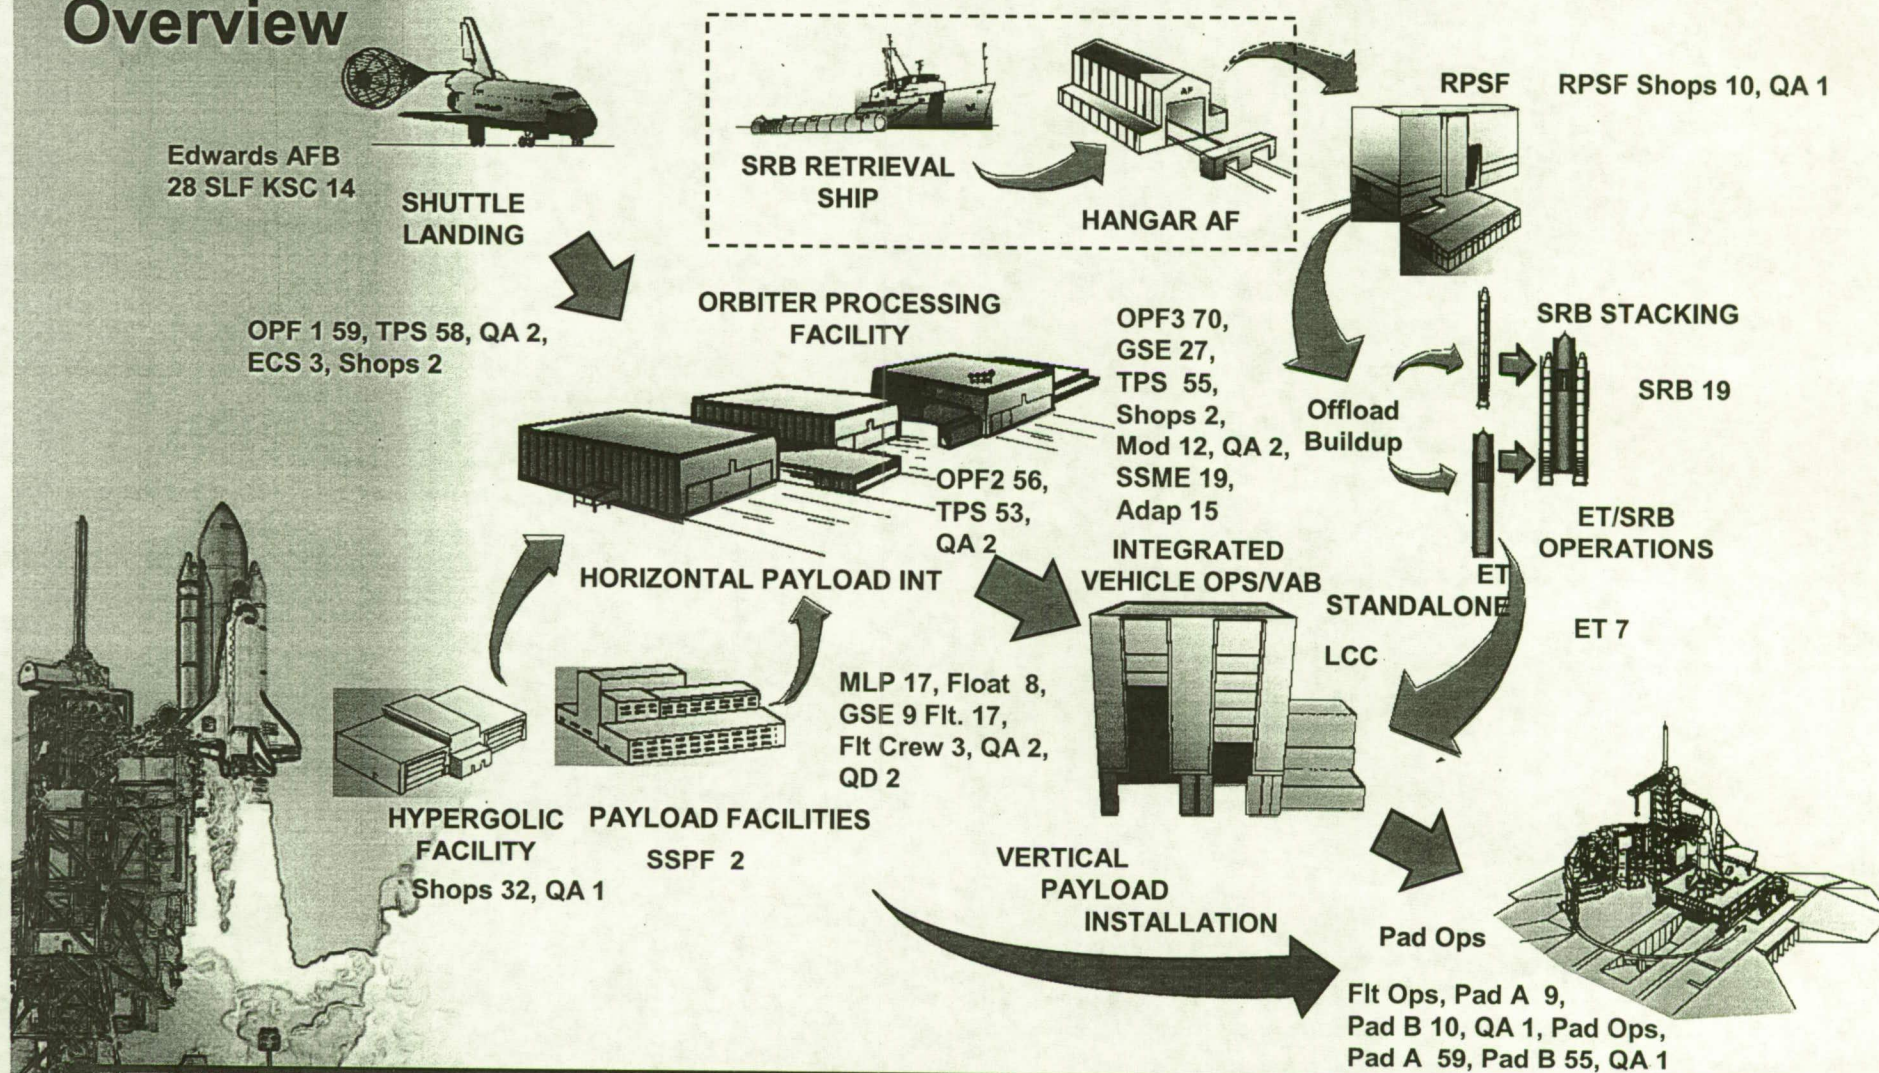 Overview
Edwards AFB
28 SLF KSC 14
SHUTTLE
LANDING
SRB RETRIEVAL
SHIP
AF
HANGAR AF
RPSF
RPSF Shops 10, QA 1
OPF 1 59, TPS 58, QA 2,
ECS 3, Shops 2
ORBITER PROCESSING
FACILITY
OPF3 70,
GSE 27,
TPS 55,
Shops 2,
Mod 12, QA 2,
SSME 19,
Adap 15
OPF2 56,
TPS 53,
QA 2
Offload
Buildup
SRB STACKING
SRB 19
ET/SRB
OPERATIONS
ET
STANDALONE
ET 7
HORIZONTAL PAYLOAD INT
INTEGRATED
VEHICLE OPS/VAB
LCC
MLP 17, Float 8,
GSE 9 Flt. 17,
Flt Crew 3, QA 2,
QD 2
HYPERGOLIC
FACILITY
Shops 32, QA 1
PAYLOAD FACILITIES
SSPF 2
VERTICAL
PAYLOAD
INSTALLATION
Pad Ops
Flt Ops, Pad A 9,
Pad B 10, QA 1, Pad Ops,
Pad A 59, Pad B 55, QA 1